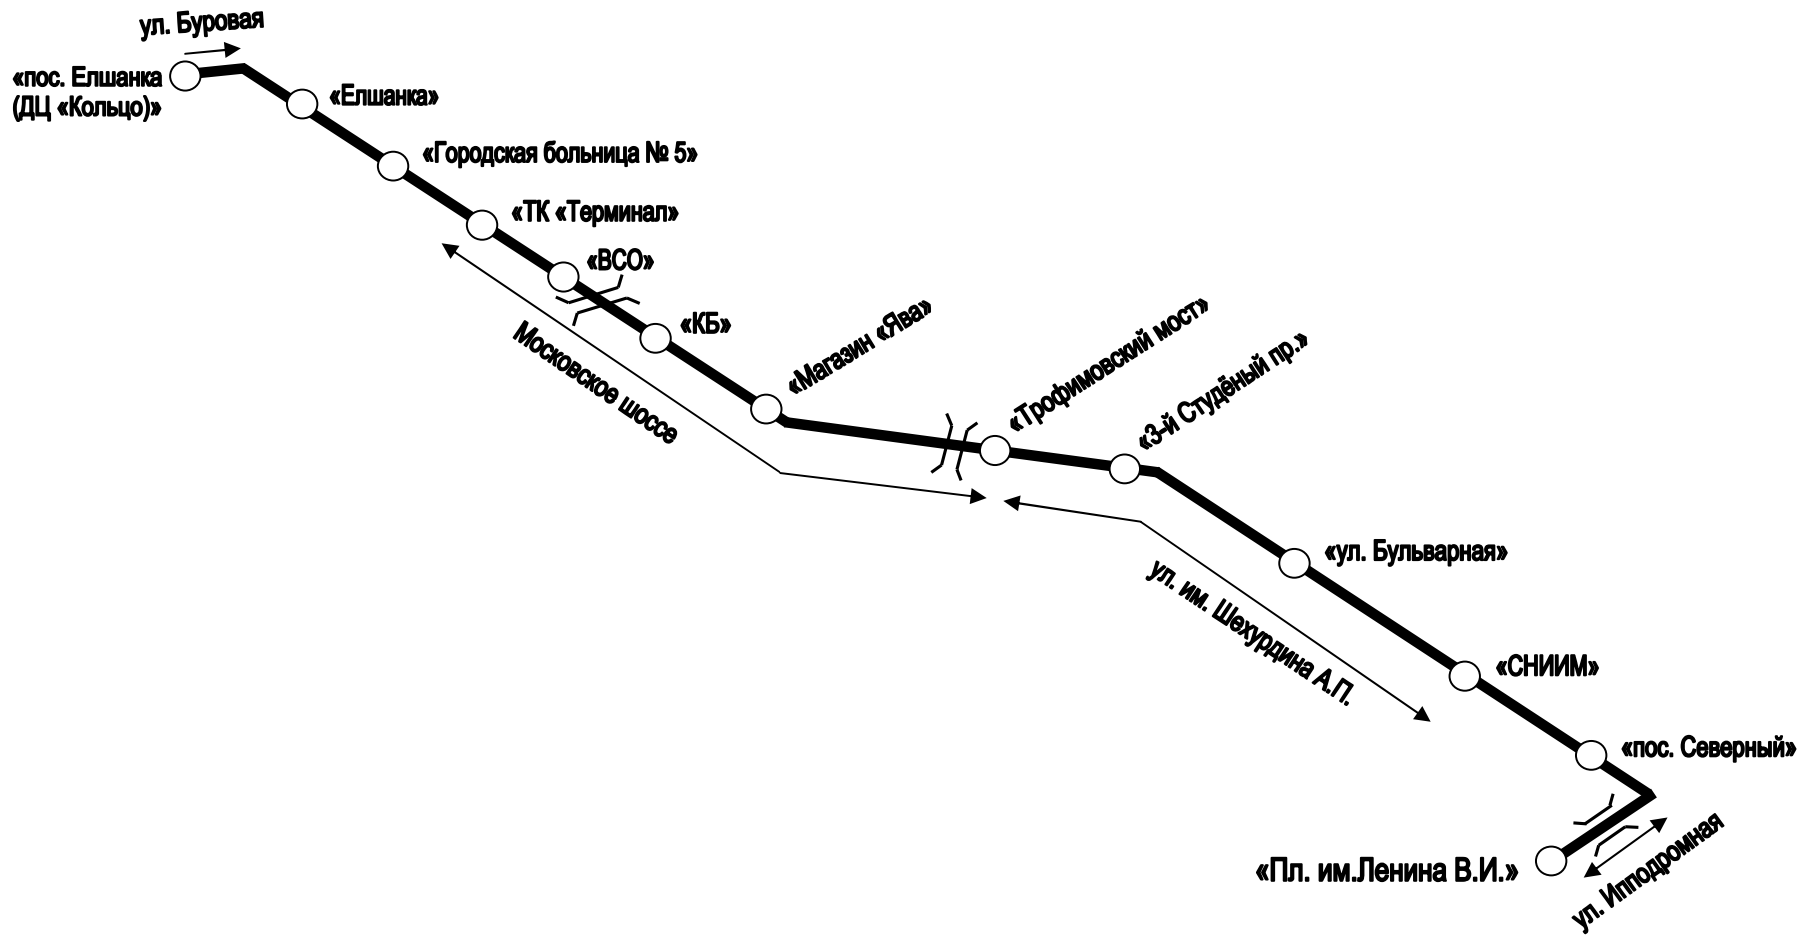 ул. Буровая
«пос. Елшанка
(ДЦ «Кольцо)»
«Елшанка»
«Городская больница № 5»
«ТК «Терминал»
«ВСО»
«КБ»
Московское шоссе
«Магазин «Ява»
«Трофимовский мост»
«3-й Студёный пр.»
«ул. Бульварная»
ул. им. Шехурдина А.П.
«СНИИМ»
«пос. Северный»
«Пл. им.Ленина В.И.»
ул. Ипподромная